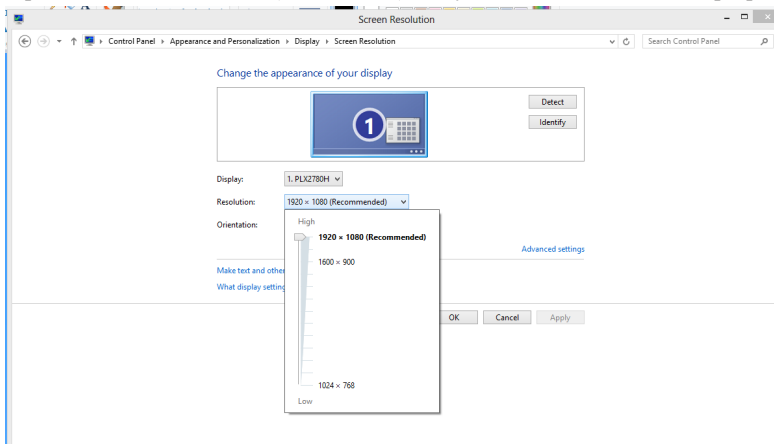 Screen Resolution
Control Panel Appearance and Personalization Display Screen Resolution
Search Control Panel
Change the appearance of your display
1
Detect
Identify
Display:
1. PLX2780H
Resolution:
1920 × 1080 (Recommended)
Orientation:
High
1920 × 1080 (Recommended)
1600 × 900
1024 × 768
Low
Advanced settings
Make text and other
What display setting
OK
Cancel
Apply